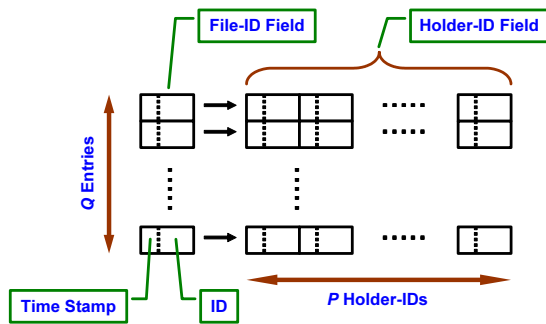 File-ID Field
Holder-ID Field
Q Entries
Time Stamp
ID
P Holder-IDs